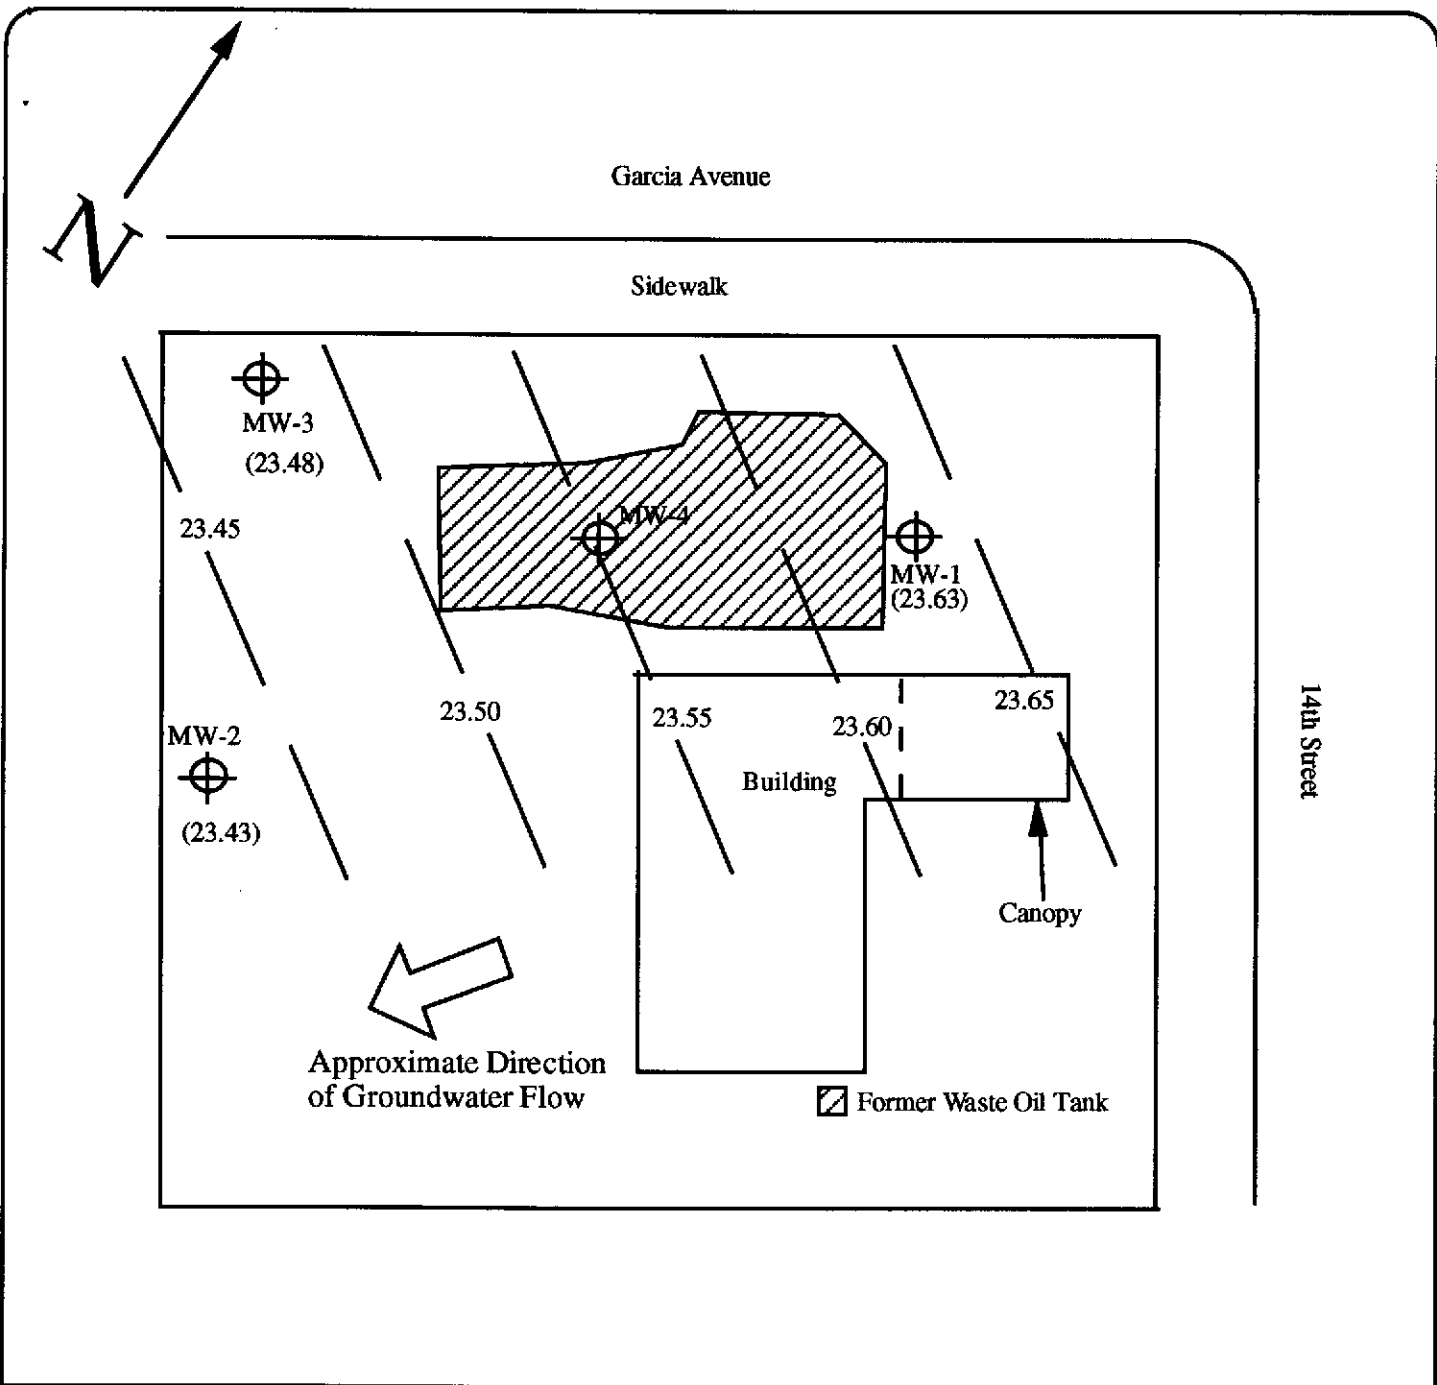 N
Garcia Avenue
Sidewalk
MW-3
(23.48)
MW-4
23.45
MW-1
(23.63)
23.50
23.55
23.60
23.65
14th Street
MW-2
Building
(23.43)
Canopy
Approximate Direction
of Groundwater Flow
Former Waste Oil Tank